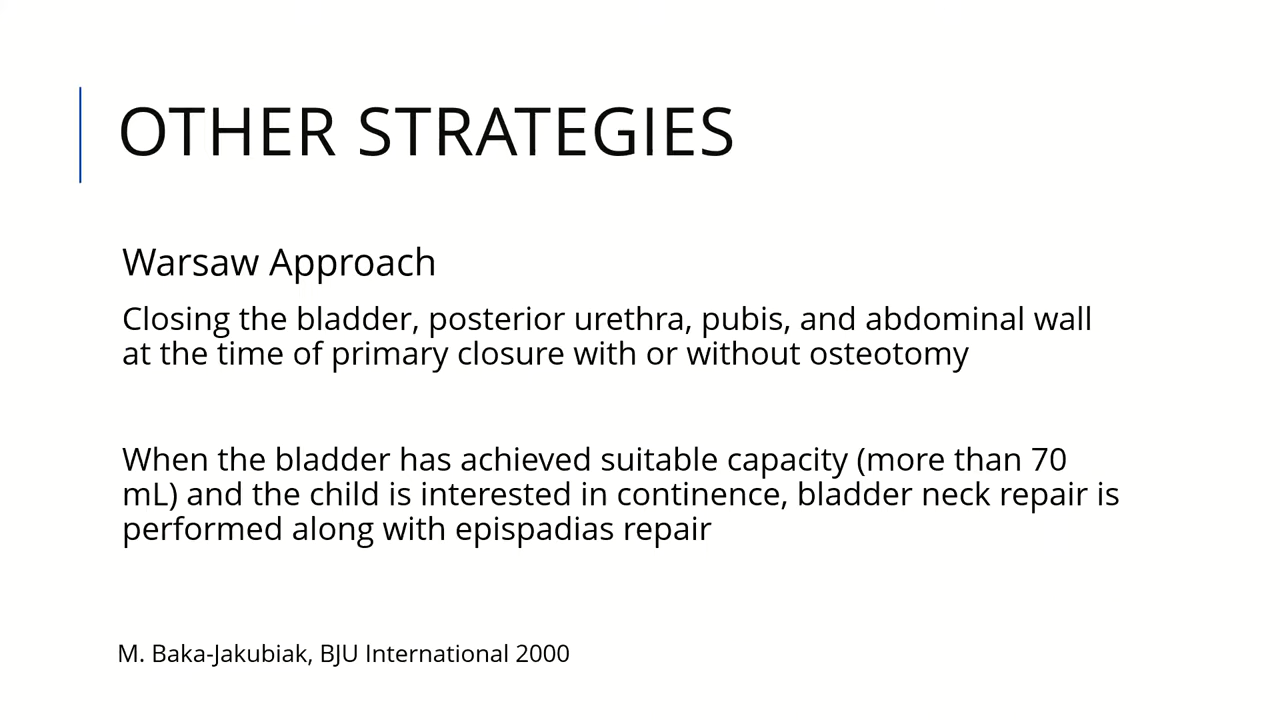 OTHER STRATEGIES
Warsaw Approach
Closing the bladder, posterior urethra, pubis, and abdominal wall
at the time of primary closure with or without osteotomy
When the bladder has achieved suitable capacity (more than 70
mL) and the child is interested in continence, bladder neck repair is
performed along with epispadias repair
M. Baka-Jakubiak, BJU International 2000